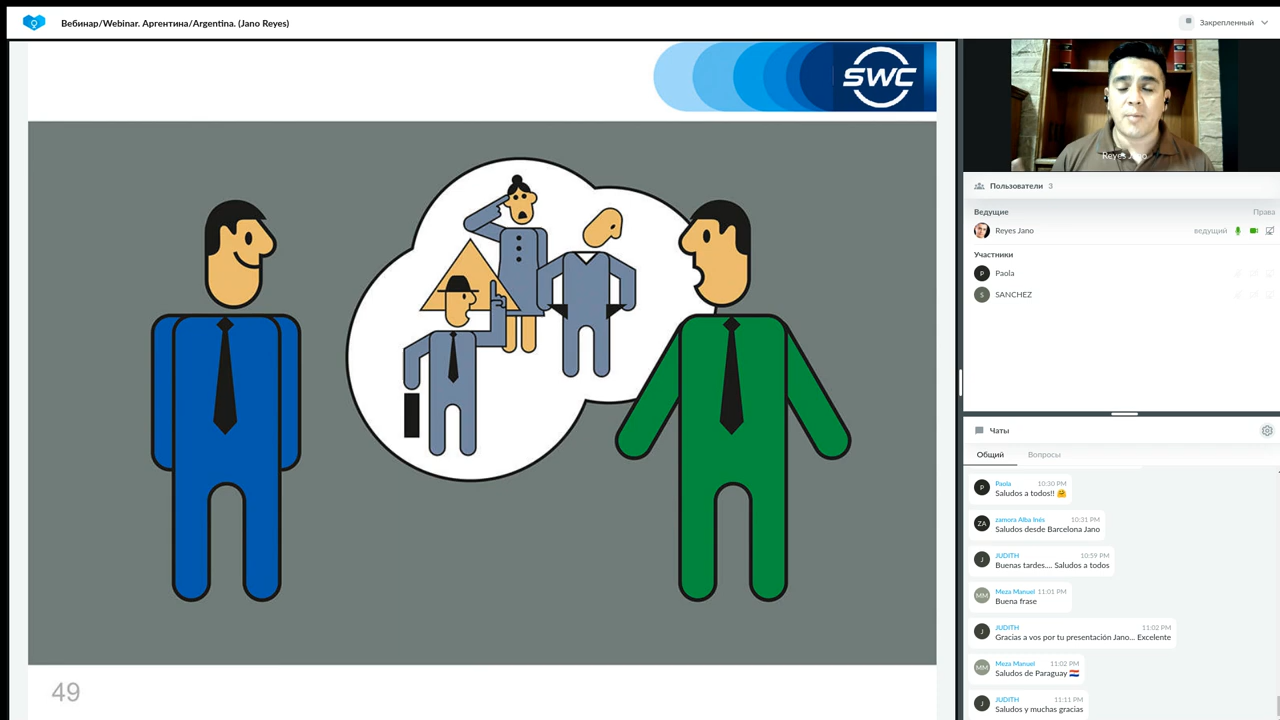 Вебинар/Webinar. Аргентина/Argentina. (Jano Reyes)
Закрепленный
SWC
49
Reyes Jano
Пользователи 3
Ведущие Права
Reyes Jano ведущий
Участники
P Paola
S SANCHEZ
Чаты
Общий Вопросы
P Paola 10:30 PM
Saludos a todos!! 🤗
ZA zamora Alba Inés 10:31 PM
Saludos desde Barcelona Jano
J JUDITH 10:59 PM
Buenas tardes.... Saludos a todos
MM Meza Manuel 11:01 PM
Buena frase
J JUDITH 11:02 PM
Gracias a vos por tu presentación Jano... Excelente
MM Meza Manuel 11:02 PM
Saludos de Paraguay 🇵🇾
J JUDITH 11:11 PM
Saludos y muchas gracias